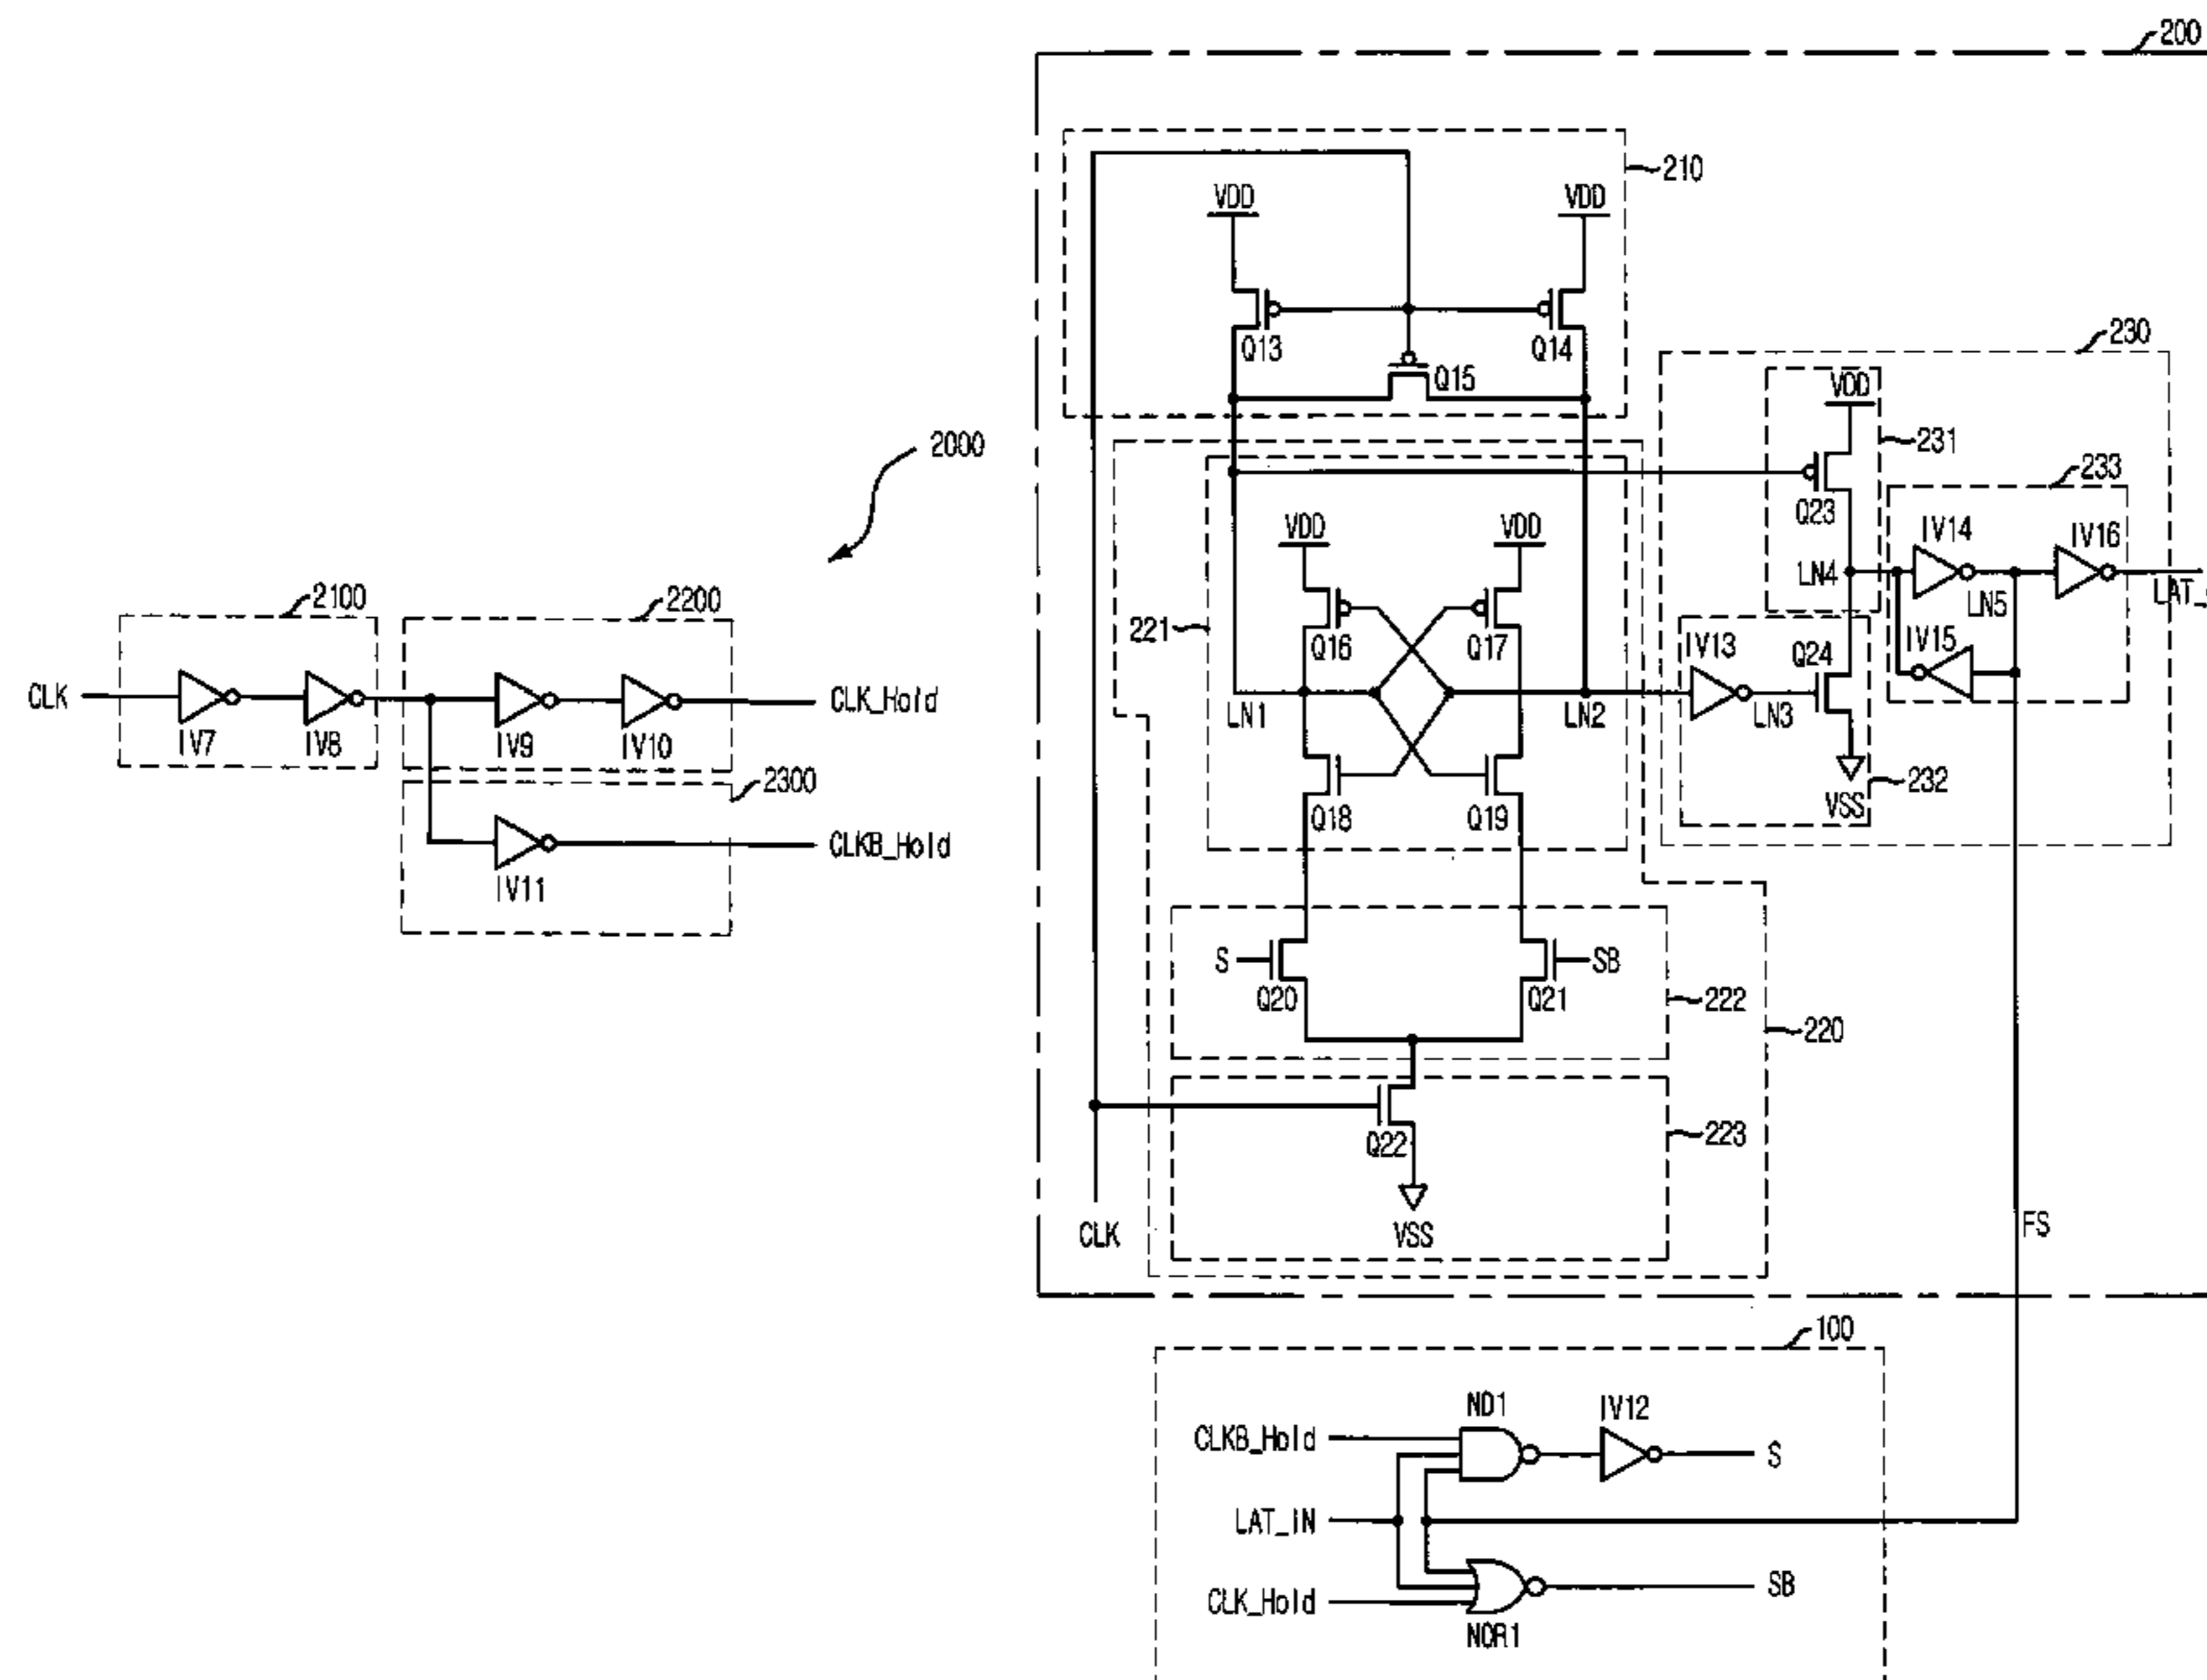 2000
CLK
2100
IV7
IV8
2200
IV9
IV10
CLK_Hold
2300
IV11
CLKB_Hold
200
210
VDD
VDD
Q13
Q14
Q15
230
231
VDD
Q23
233
IV14
IV16
LN4
LN5
IV15
221
VDD
VDD
Q16
Q17
LN1
LN2
Q18
Q19
IV13
LN3
Q24
VSS
232
S
Q20
SB
Q21
222
220
Q22
223
VSS
CLK
FS
100
CLKB_Hold
ND1
IV12
S
LAT_IN
CLK_Hold
NOR1
SB